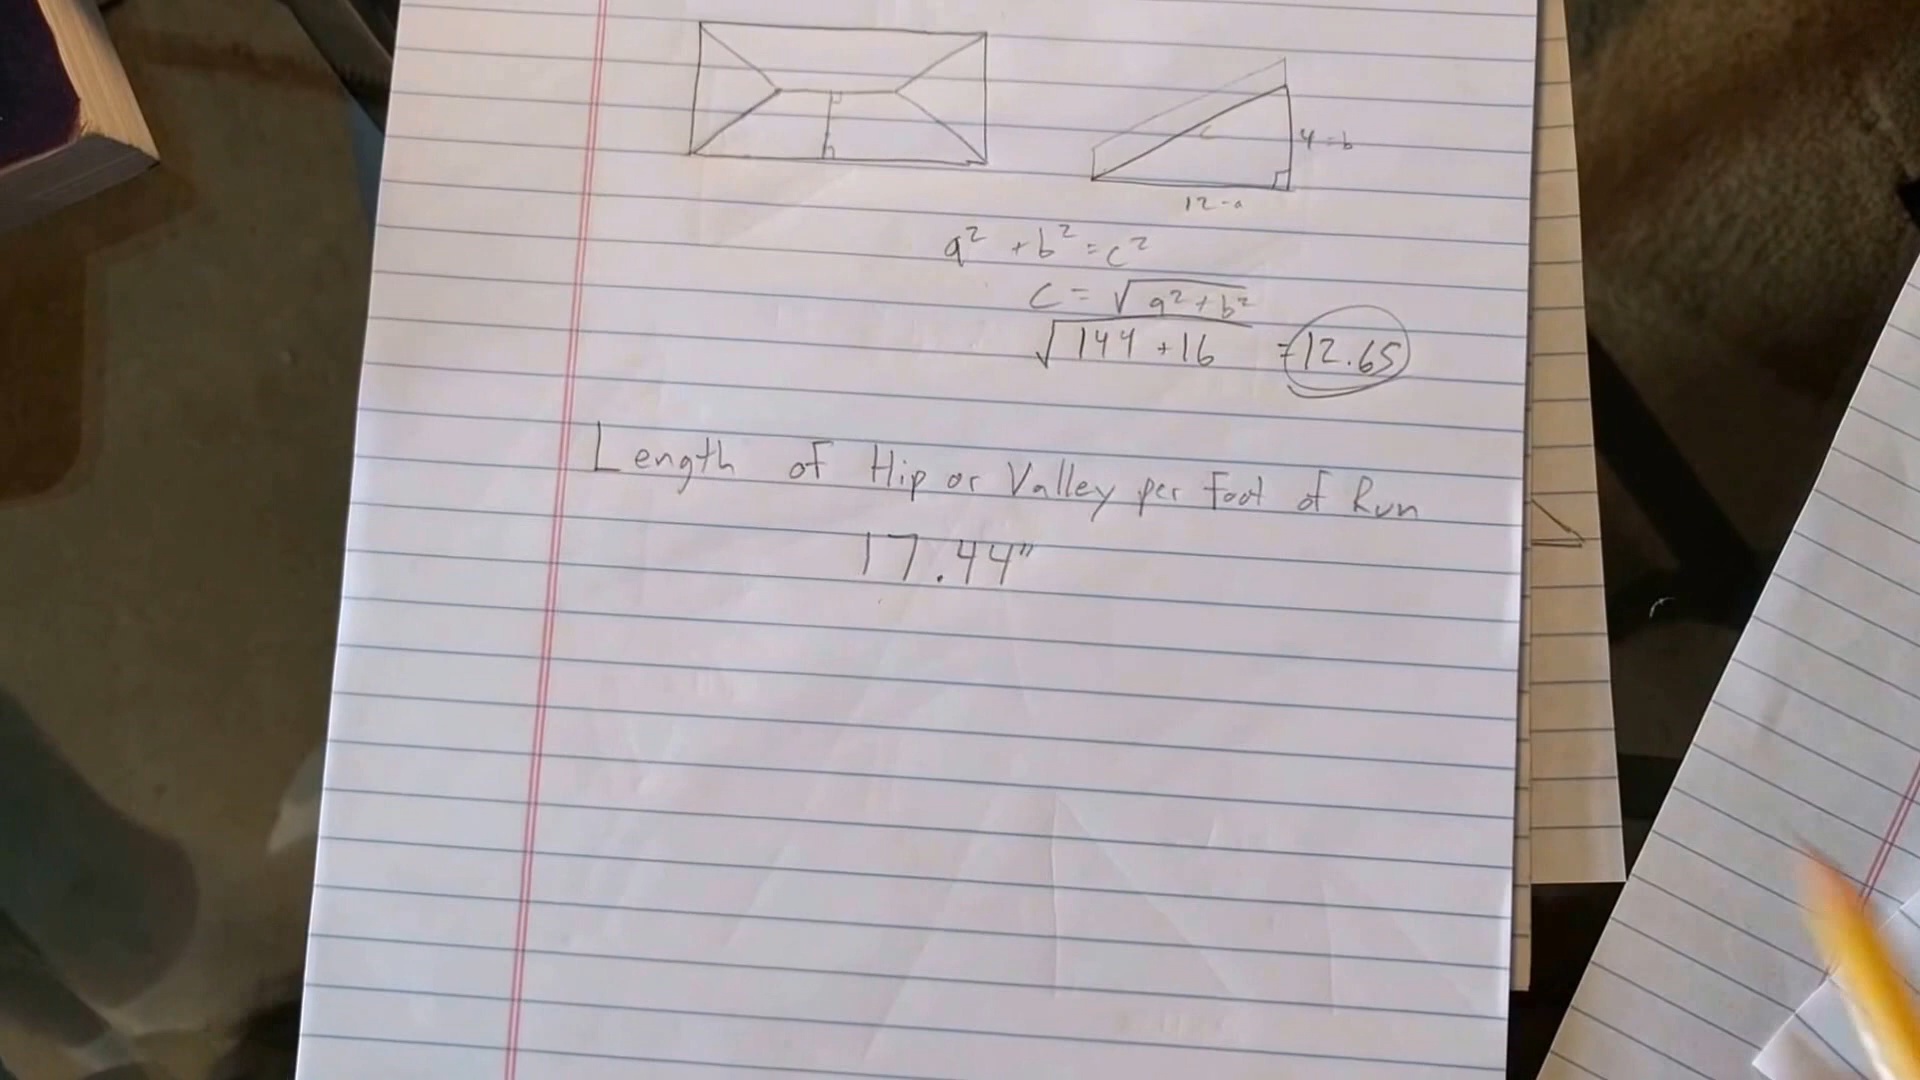 c
4 = b
12 = a
a² + b² = c²
c = √a² + b²
√144 + 16 = 12.65
Length of Hip or Valley per Foot of Run
17.44"